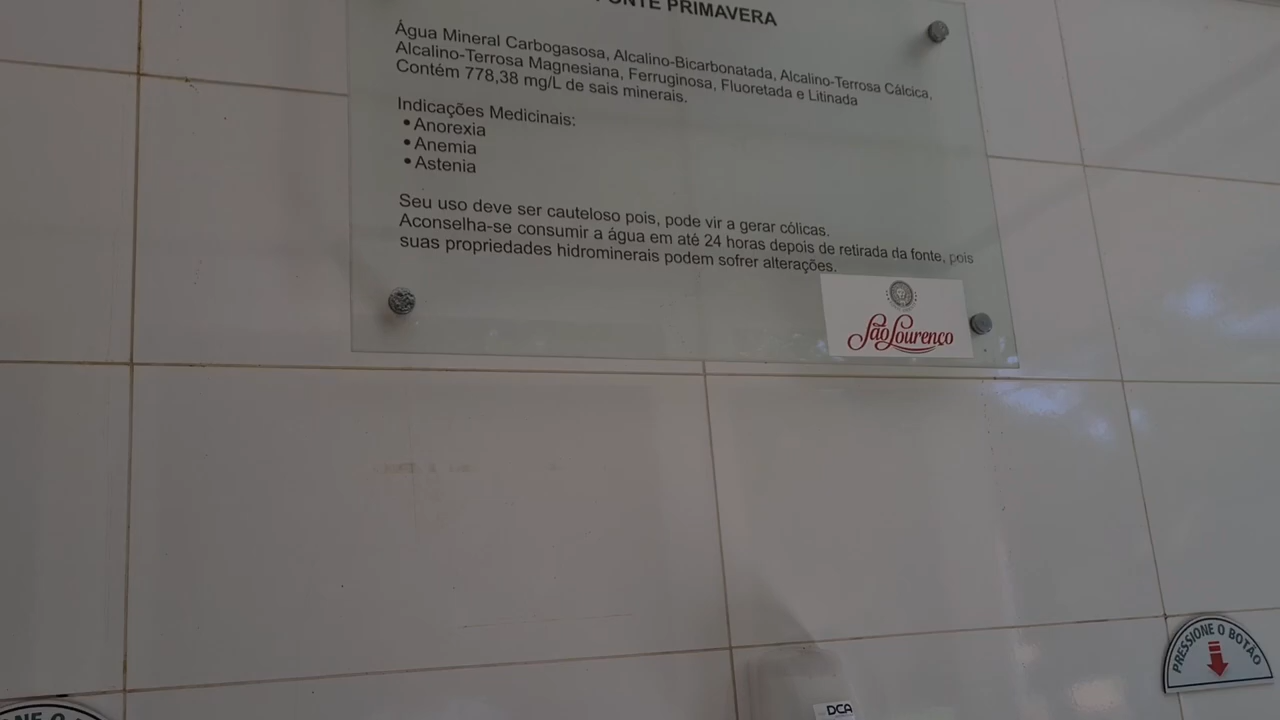 FONTE PRIMAVERA
Água Mineral Carbogasosa, Alcalino-Bicarbonatada, Alcalino-Terrosa Cálcica,
Alcalino-Terrosa Magnesiana, Ferruginosa, Fluoretada e Litinada
Contém 778,38 mg/L de sais minerais.
Indicações Medicinais:
• Anorexia
• Anemia
• Astenia
Seu uso deve ser cauteloso pois, pode vir a gerar cólicas.
Aconselha-se consumir a água em até 24 horas depois de retirada da fonte, pois
suas propriedades hidrominerais podem sofrer alterações.
São Lourenço
PRESSIONE O BOTÃO
NE O
DCA